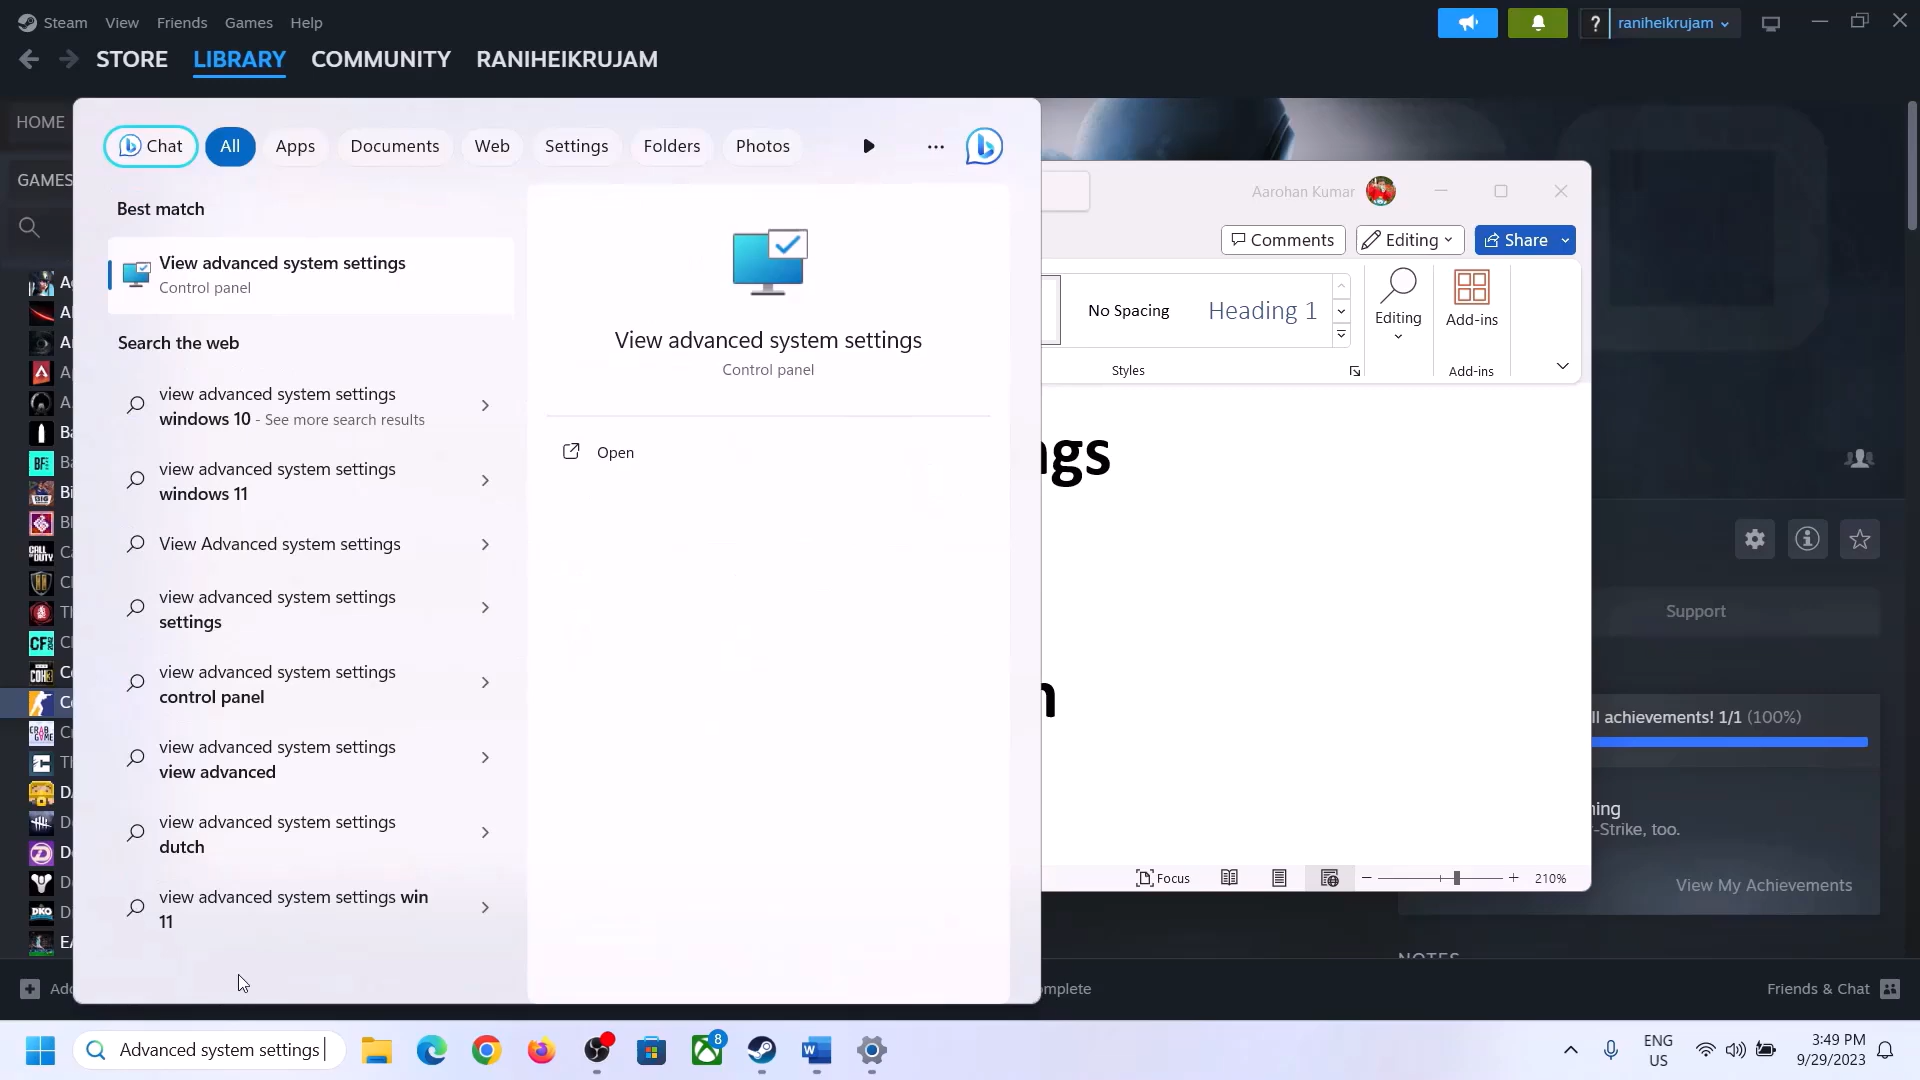 Steam View Friends Games Help
raniheikrujam
STORE LIBRARY COMMUNITY RANIHEIKRUJAM
HOME
GAMES
Chat All Apps Documents Web Settings Folders Photos
Best match
View advanced system settings
Control panel
Search the web
view advanced system settings
windows 10 - See more search results
view advanced system settings
windows 11
View Advanced system settings
view advanced system settings
settings
view advanced system settings
control panel
view advanced system settings
view advanced
view advanced system settings
dutch
view advanced system settings win
11
View advanced system settings
Control panel
Open
Aarohan Kumar
Comments Editing Share
No Spacing Heading 1
Editing
Add-ins
Styles
Add-ins
ngs
n
Focus
210%
Support
ll achievements! 1/1 (100%)
ning
-Strike, too.
View My Achievements
NOTES
Add
mplete
Friends & Chat
Advanced system settings
8
ENG
US
3:49 PM
9/29/2023